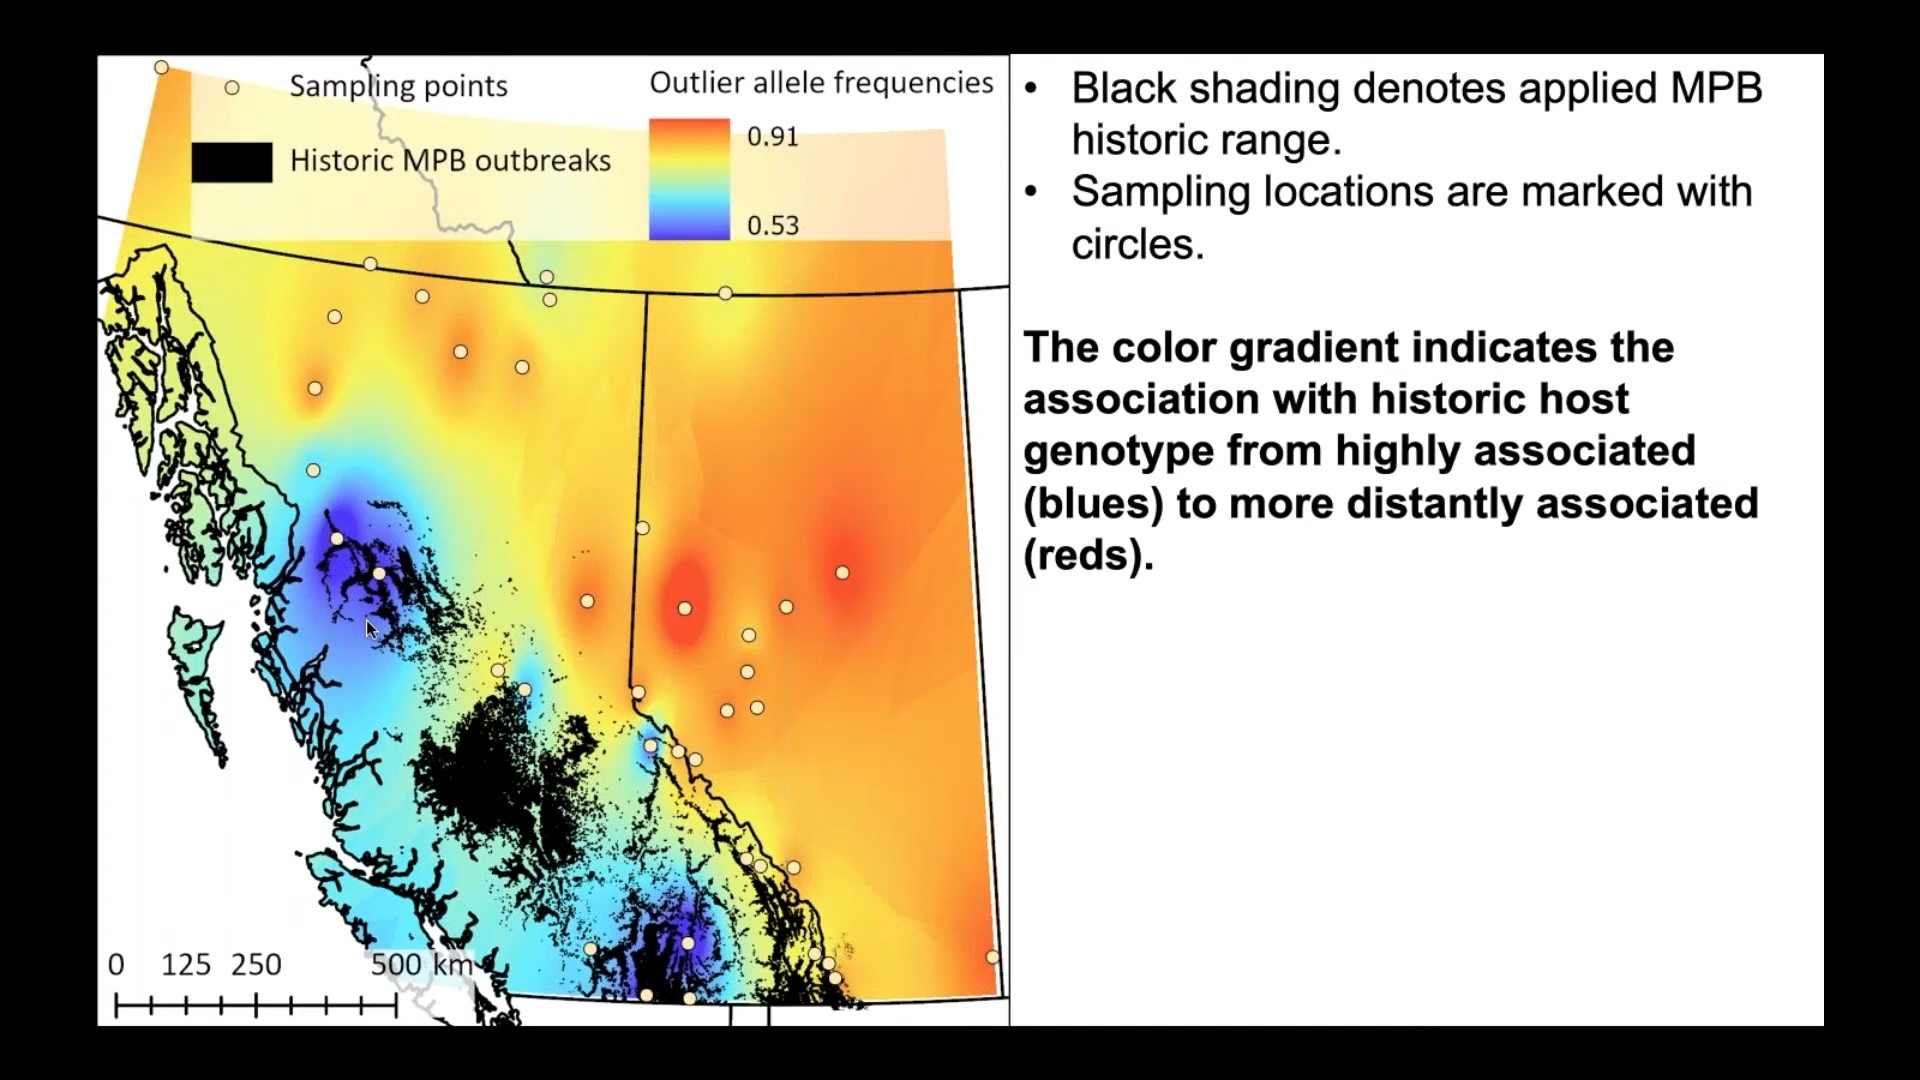 Sampling points
Historic MPB outbreaks
Outlier allele frequencies
0.91
0.53
0 125 250 500 km
• Black shading denotes applied MPB
historic range.
• Sampling locations are marked with
circles.
The color gradient indicates the
association with historic host
genotype from highly associated
(blues) to more distantly associated
(reds).